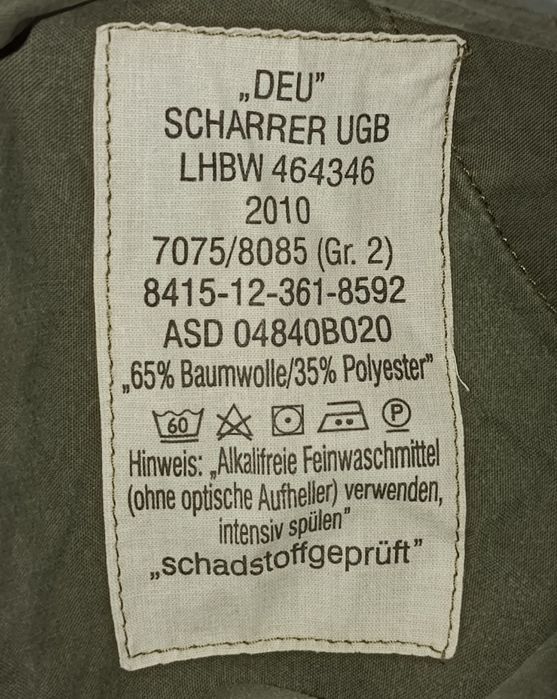 „DEU”
SCHARRER UGB
LHBW 464346
2010
7075/8085 (Gr. 2)
8415-12-361-8592
ASD 04840B020
„65% Baumwolle/35% Polyester”
60 P
Hinweis: „Alkalifreie Feinwaschmittel
(ohne optische Aufheller) verwenden,
intensiv spülen”
„schadstoffgeprüft”